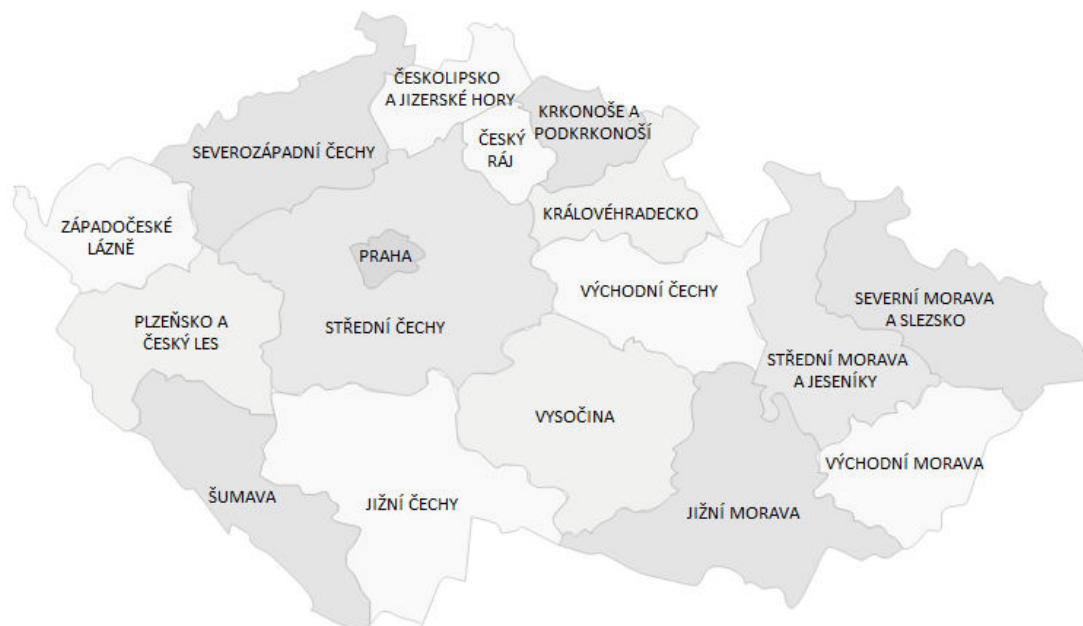 ČESKOLIPSKO
A JIZERSKÉ HORY
KRKONOŠE A
PODKRKONOŠÍ
ČESKÝ
RÁJ
SEVEROZÁPADNÍ ČECHY
ZÁPADOČESKÉ
LÁZNĚ
KRÁLOVÉHRADECKO
PRAHA
VÝCHODNÍ ČECHY
SEVERNÍ MORAVA
A SLEZSKO
PLZEŇSKO A
ČESKÝ LES
STŘEDNÍ ČECHY
STŘEDNÍ MORAVA
A JESENÍKY
VYSOČINA
VÝCHODNÍ MORAVA
ŠUMAVA
JIŽNÍ ČECHY
JIŽNÍ MORAVA